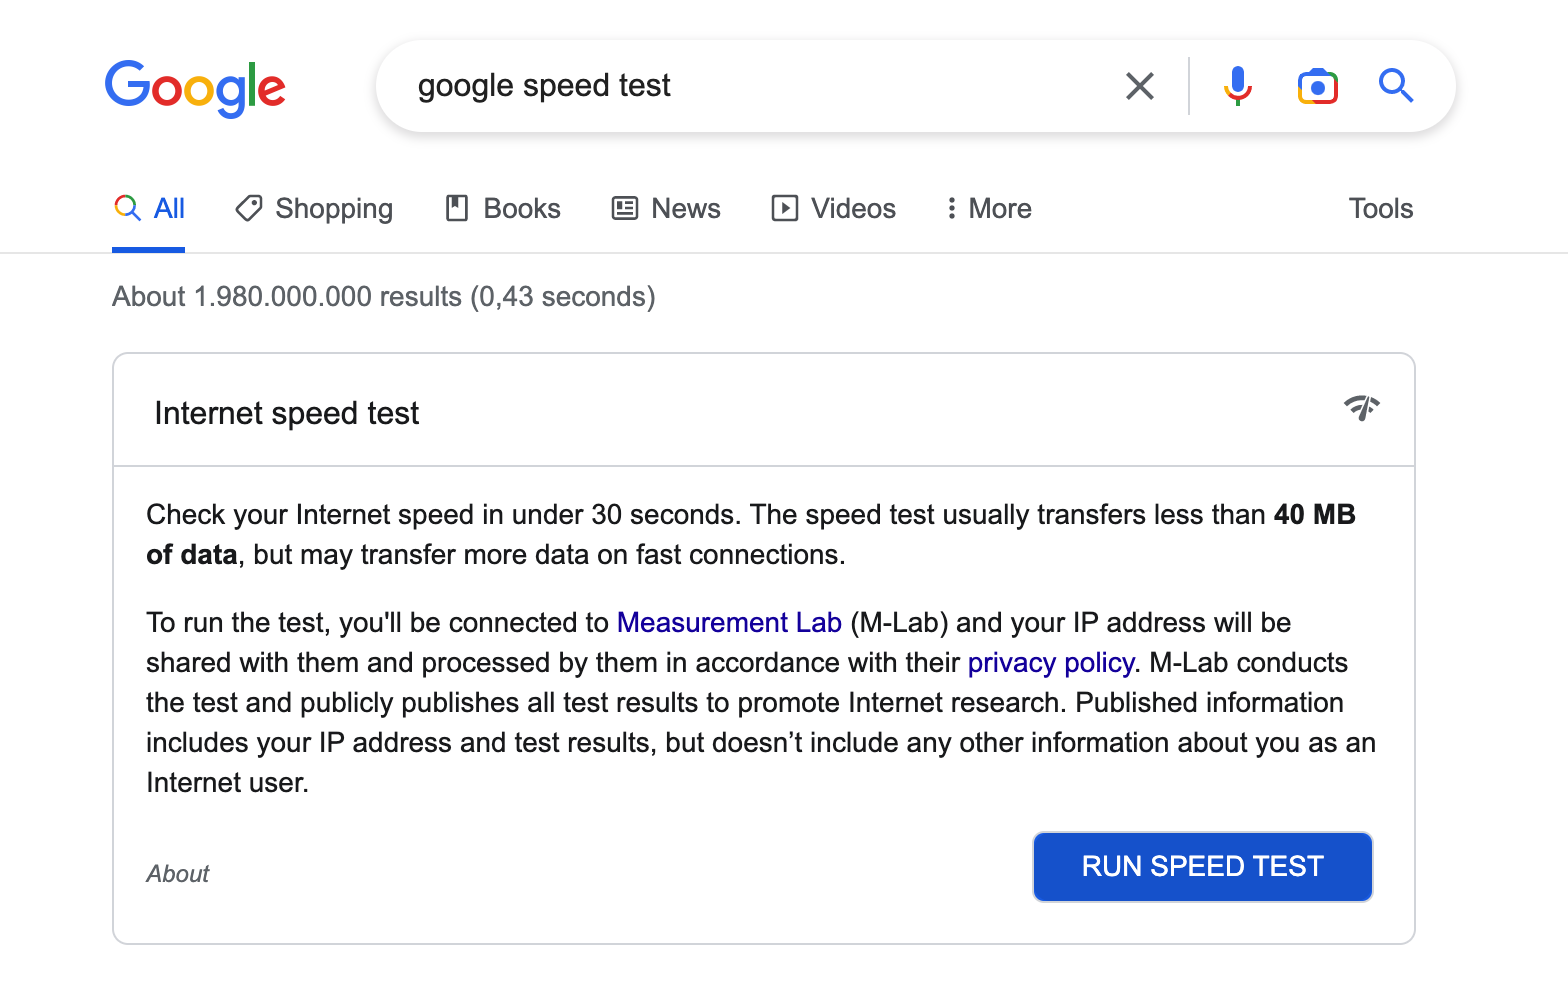 Google
google speed test
All Shopping Books News Videos More Tools
About 1.980.000.000 results (0,43 seconds)
Internet speed test
Check your Internet speed in under 30 seconds. The speed test usually transfers less than 40 MB
of data, but may transfer more data on fast connections.
To run the test, you'll be connected to Measurement Lab (M-Lab) and your IP address will be
shared with them and processed by them in accordance with their privacy policy. M-Lab conducts
the test and publicly publishes all test results to promote Internet research. Published information
includes your IP address and test results, but doesn’t include any other information about you as an
Internet user.
About
RUN SPEED TEST